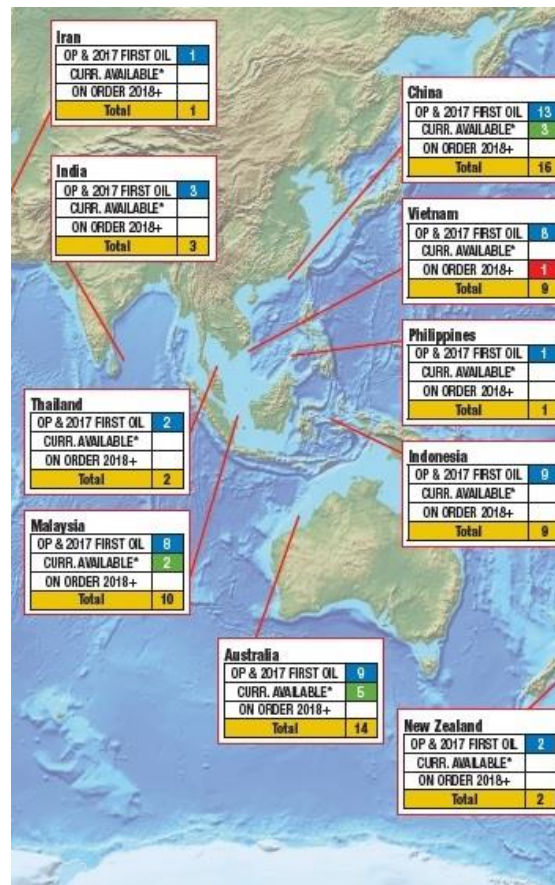 Iran
OP & 2017 FIRST OIL 1
CURR. AVAILABLE*
ON ORDER 2018+
Total 1
India
OP & 2017 FIRST OIL 3
CURR. AVAILABLE*
ON ORDER 2018+
Total 3
Thailand
OP & 2017 FIRST OIL 2
CURR. AVAILABLE*
ON ORDER 2018+
Total 2
Malaysia
OP & 2017 FIRST OIL 8
CURR. AVAILABLE* 2
ON ORDER 2018+
Total 10
China
OP & 2017 FIRST OIL 13
CURR. AVAILABLE* 3
ON ORDER 2018+
Total 16
Vietnam
OP & 2017 FIRST OIL 8
CURR. AVAILABLE*
ON ORDER 2018+ 1
Total 9
Philippines
OP & 2017 FIRST OIL 1
CURR. AVAILABLE*
ON ORDER 2018+
Total 1
Indonesia
OP & 2017 FIRST OIL 9
CURR. AVAILABLE*
ON ORDER 2018+
Total 9
Australia
OP & 2017 FIRST OIL 9
CURR. AVAILABLE* 5
ON ORDER 2018+
Total 14
New Zealand
OP & 2017 FIRST OIL 2
CURR. AVAILABLE*
ON ORDER 2018+
Total 2